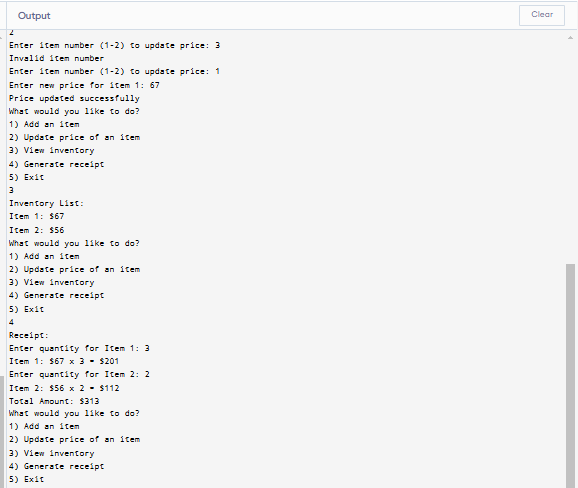 Output
Clear
2
Enter item number (1-2) to update price: 3
Invalid item number
Enter item number (1-2) to update price: 1
Enter new price for item 1: 67
Price updated successfully
What would you like to do?
1) Add an item
2) Update price of an item
3) View inventory
4) Generate receipt
5) Exit
3
Inventory List:
Item 1: $67
Item 2: $56
What would you like to do?
1) Add an item
2) Update price of an item
3) View inventory
4) Generate receipt
5) Exit
4
Receipt:
Enter quantity for Item 1: 3
Item 1: $67 x 3 = $201
Enter quantity for Item 2: 2
Item 2: $56 x 2 = $112
Total Amount: $313
What would you like to do?
1) Add an item
2) Update price of an item
3) View inventory
4) Generate receipt
5) Exit